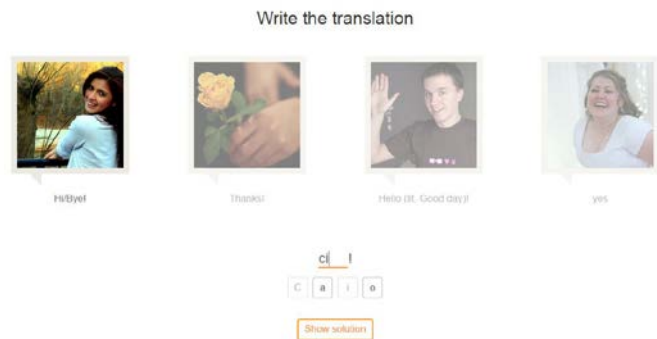 Write the translation
Hi/Bye!
Thanks!
Hello (lit. Good day)!
yes
ci !
C a i o
Show solution